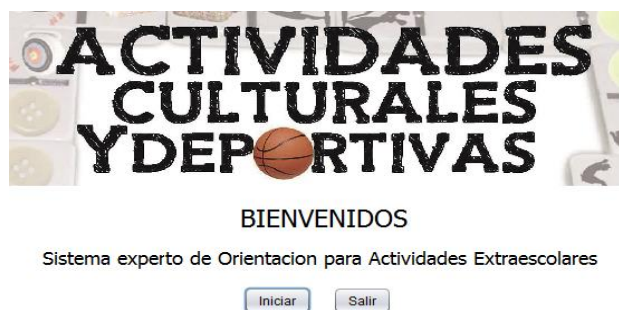 ACTIVIDADES
CULTURALES
YDEPORTIVAS
BIENVENIDOS
Sistema experto de Orientacion para Actividades Extraescolares
Iniciar Salir